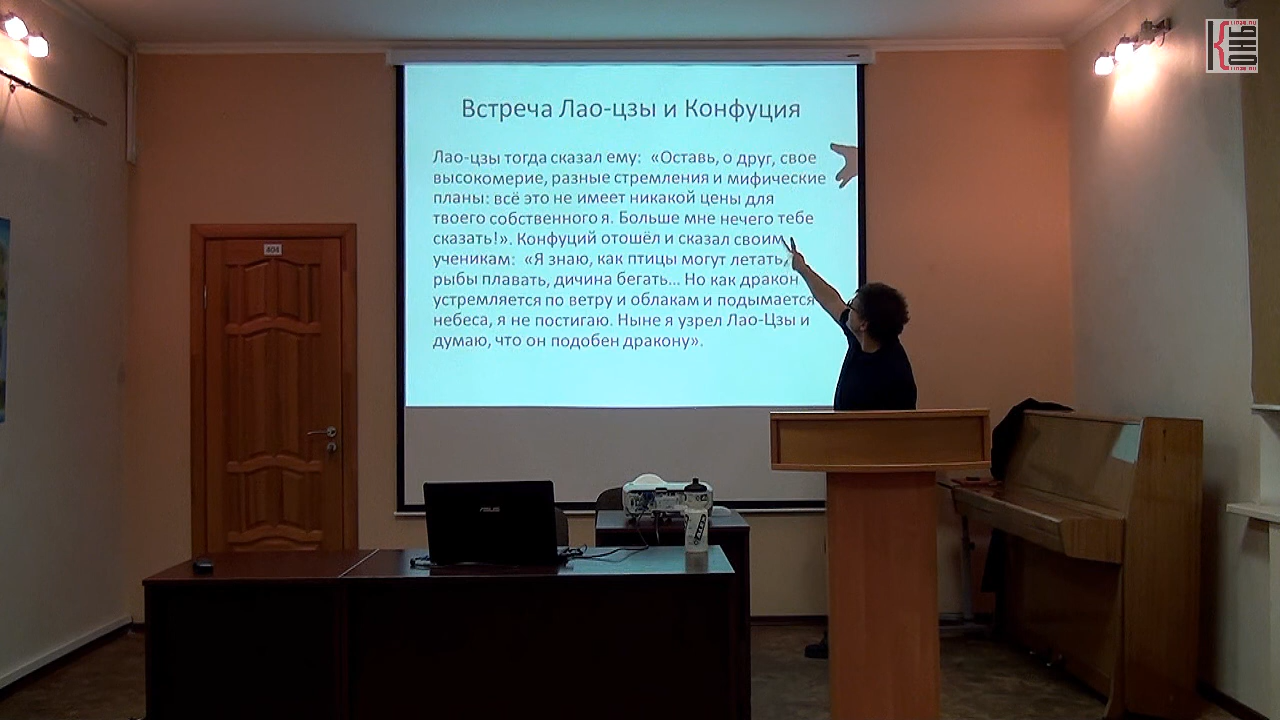 Встреча Лао-цзы и Конфуция
Лао-цзы тогда сказал ему: «Оставь, о друг, свое
высокомерие, разные стремления и мифические
планы: всё это не имеет никакой цены для
твоего собственного я. Больше мне нечего тебе
сказать!». Конфуций отошёл и сказал своим
ученикам: «Я знаю, как птицы могут летать,
рыбы плавать, дичина бегать... Но как дракон
устремляется по ветру и облакам и подымается
небеса, я не постигаю. Ныне я узрел Лао-Цзы и
думаю, что он подобен дракону».
404
ASUS
ОНБ